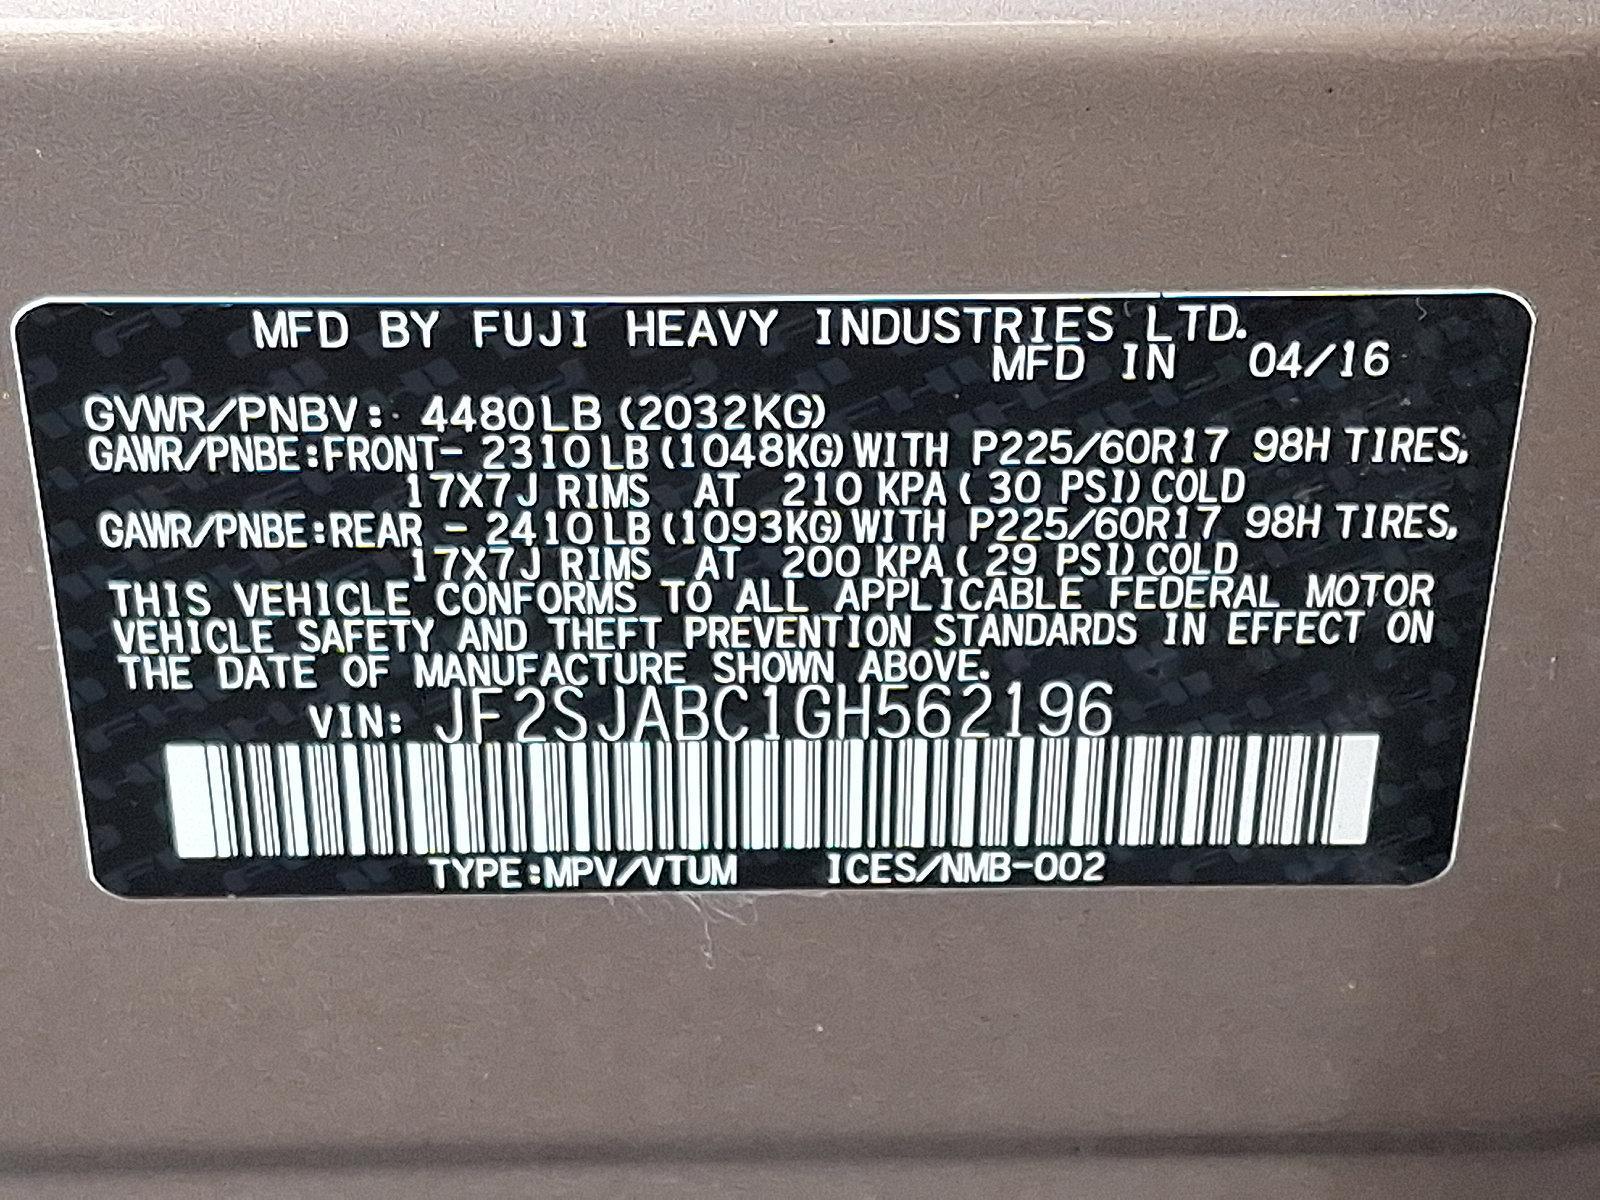 MFD BY FUJI HEAVY INDUSTRIES LTD.
MFD IN 04/16
GVWR/PNBV: 4480LB (2032KG)
GAWR/PNBE:FRONT- 2310LB (1048KG) WITH P225/60R17 98H TIRES,
17X7J RIMS AT 210 KPA ( 30 PSI) COLD
GAWR/PNBE:REAR - 2410LB (1093KG) WITH P225/60R17 98H TIRES,
17X7J RIMS AT 200 KPA ( 29 PSI) COLD
THIS VEHICLE CONFORMS TO ALL APPLICABLE FEDERAL MOTOR
VEHICLE SAFETY AND THEFT PREVENTION STANDARDS IN EFFECT ON
THE DATE OF MANUFACTURE SHOWN ABOVE.
VIN: JF2SJABC1GH562196
TYPE:MPV/VTUM ICES/NMB-002